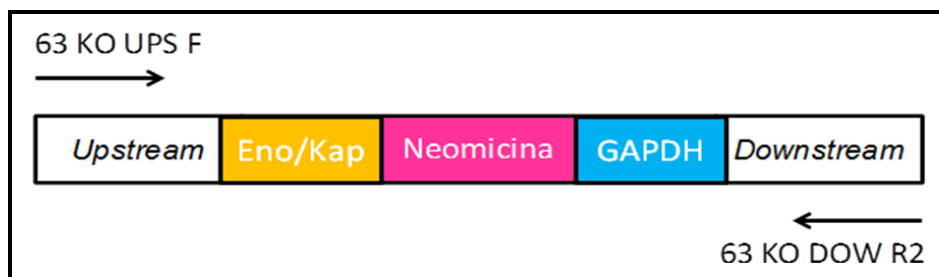 63 KO UPS F
Upstream Eno/Kap Neomicina GAPDH Downstream
63 KO DOW R2